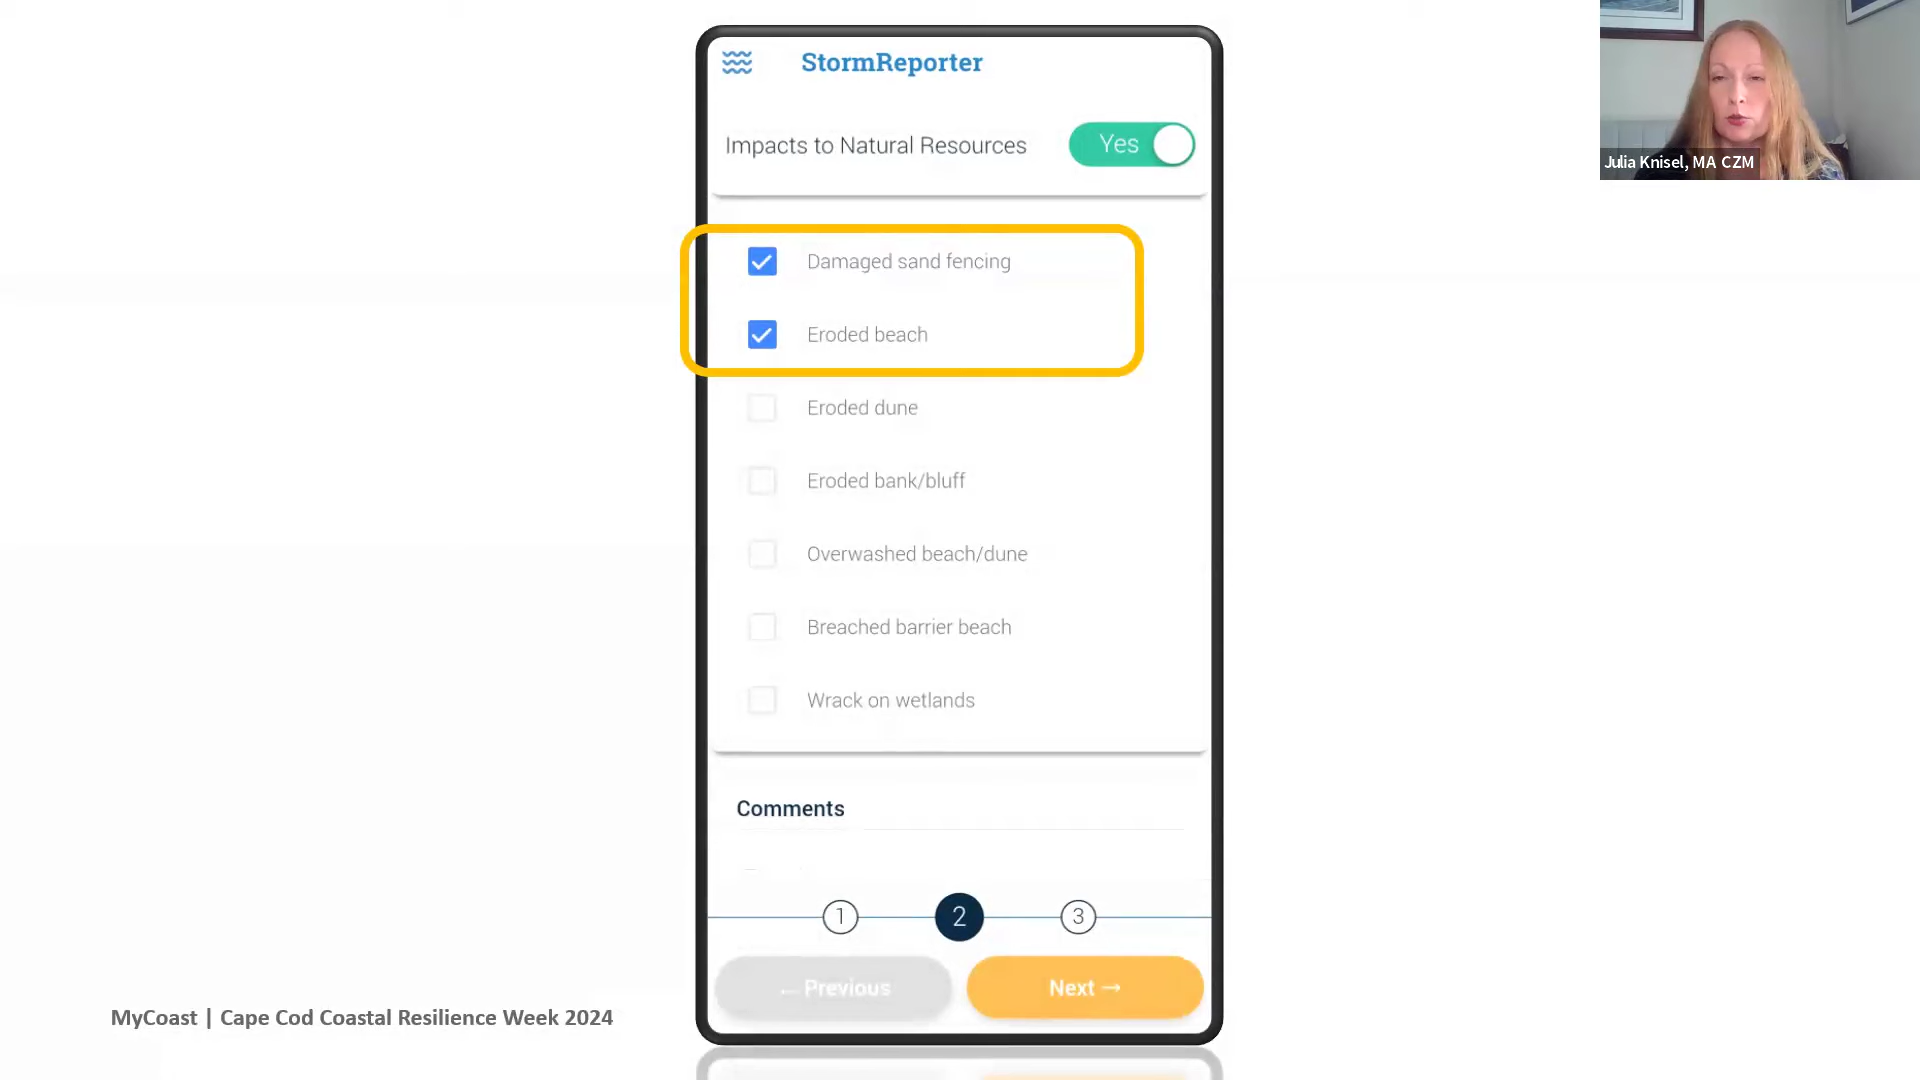 StormReporter
Impacts to Natural Resources
Yes
Damaged sand fencing
Eroded beach
Eroded dune
Eroded bank/bluff
Overwashed beach/dune
Breached barrier beach
Wrack on wetlands
Comments
1 2 3
← Previous
Next →
MyCoast | Cape Cod Coastal Resilience Week 2024
Julia Knisel, MA CZM